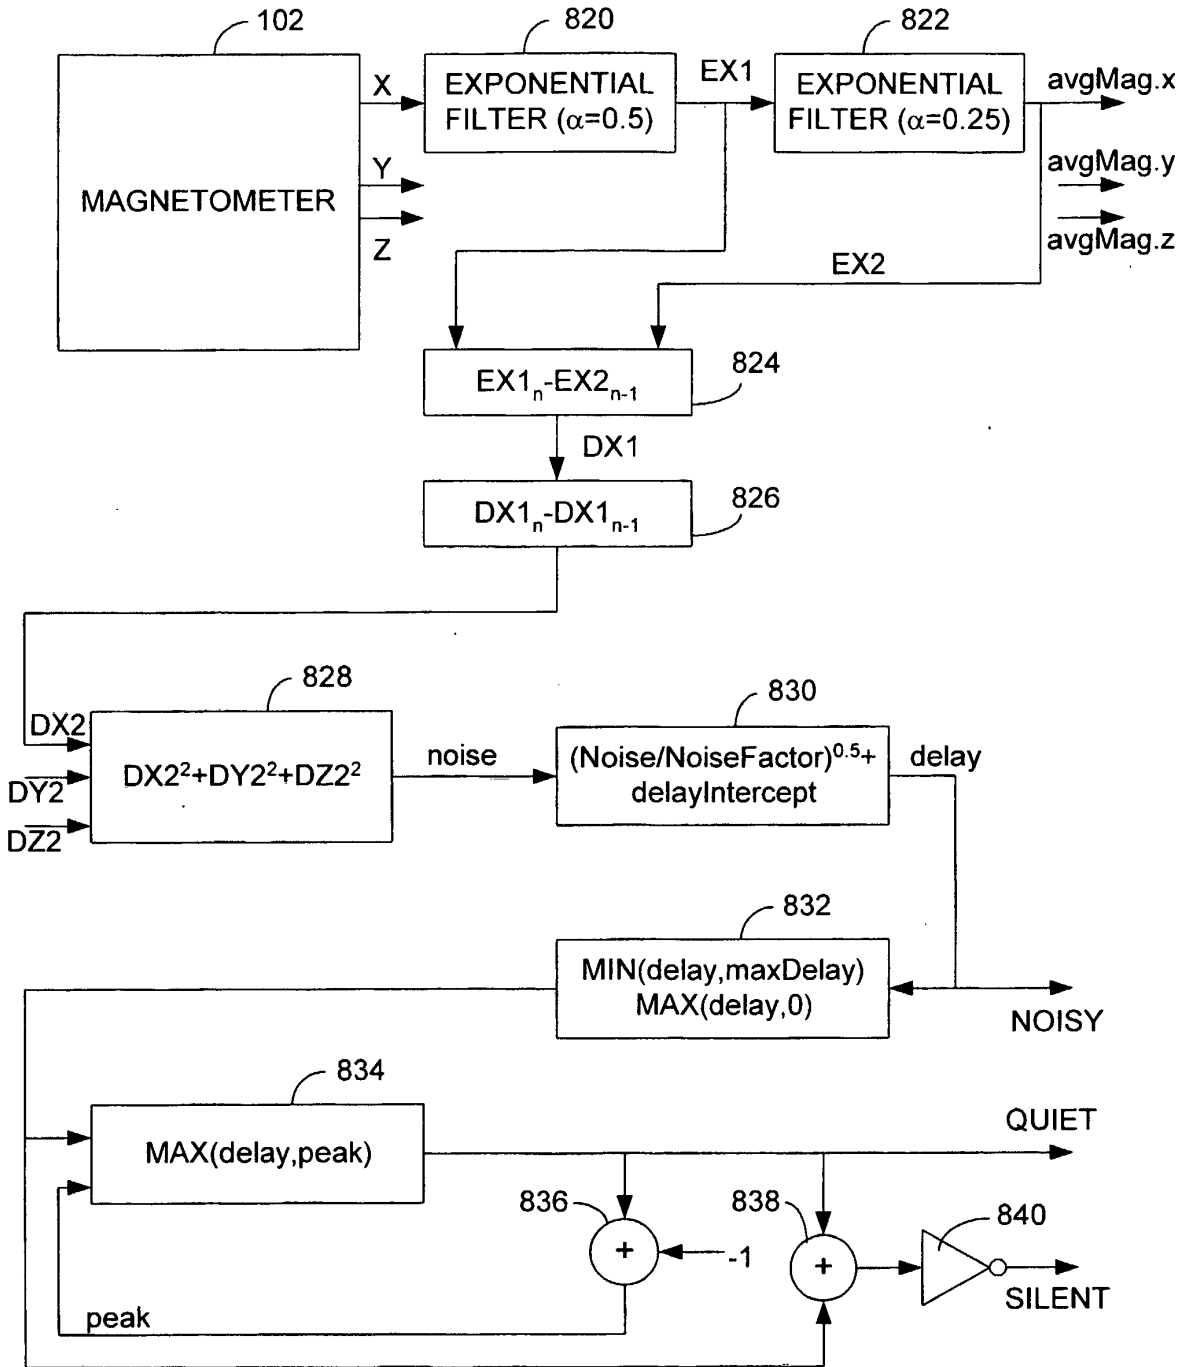 102
820
822
MAGNETOMETER
X
Y
Z
EXPONENTIAL
FILTER (α=0.5)
EX1
EXPONENTIAL
FILTER (α=0.25)
avgMag.x
avgMag.y
avgMag.z
EX2
EX1n-EX2n-1
824
DX1
DX1n-DX1n-1
826
828
830
DX2
DY2
DZ2
DX2²+DY2²+DZ2²
noise
(Noise/NoiseFactor)^0.5+
delayIntercept
delay
832
MIN(delay,maxDelay)
MAX(delay,0)
NOISY
834
MAX(delay,peak)
QUIET
836
+
-1
838
+
840
SILENT
peak